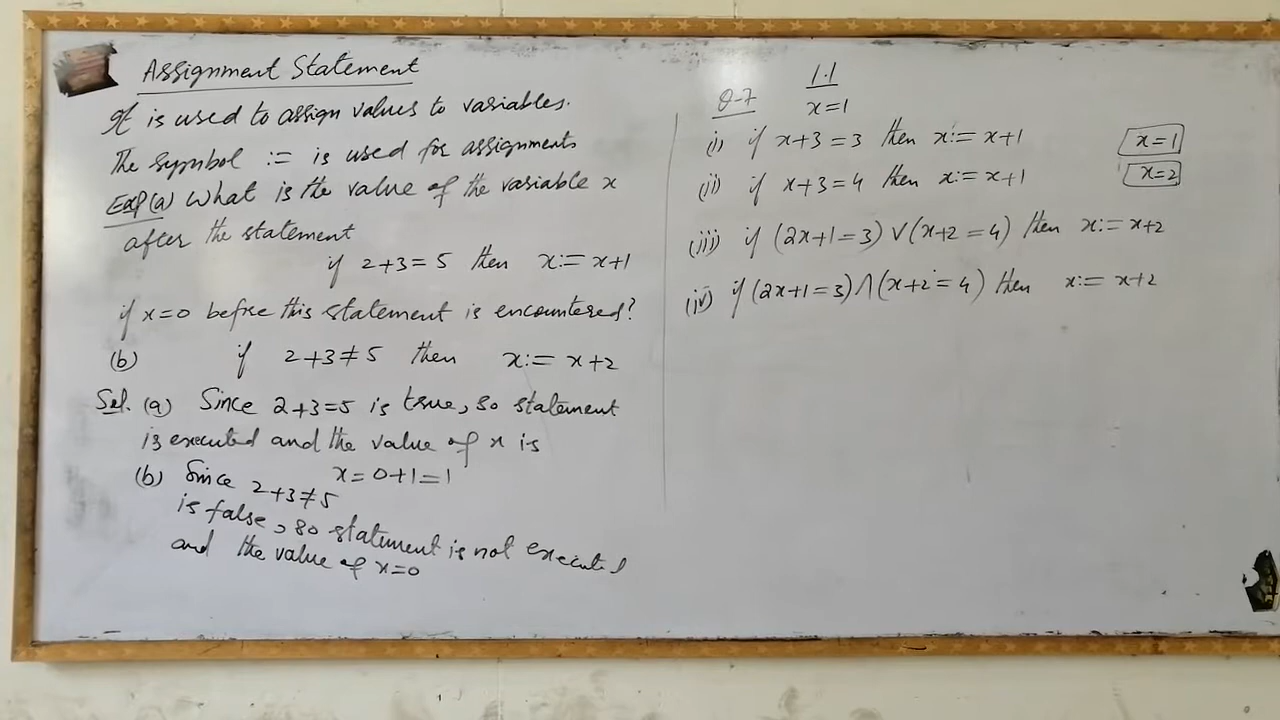 Assignment Statement
It is used to assign values to variables.
The symbol := is used for assignments
Exp(a) What is the value of the variable x
after the statement
if 2+3=5 then x:= x+1
if x=0 before this statement is encountered?
(b) if 2+3≠5 then x:= x+2
Sol. (a) Since 2+3=5 is true, so statement
is executed and the value of x is
x=0+1=1
(b) Since 2+3≠5
is false, so statement is not executed
and the value of x=0
1.1
Q-7 x=1
(i) if x+3=3 then x:= x+1 x=1
(ii) if x+3=4 then x:= x+1 x=2
(iii) if (2x+1=3) ∨ (x+2=4) then x:= x+2
(iv) if (2x+1=3) ∧ (x+2=4) then x:= x+2